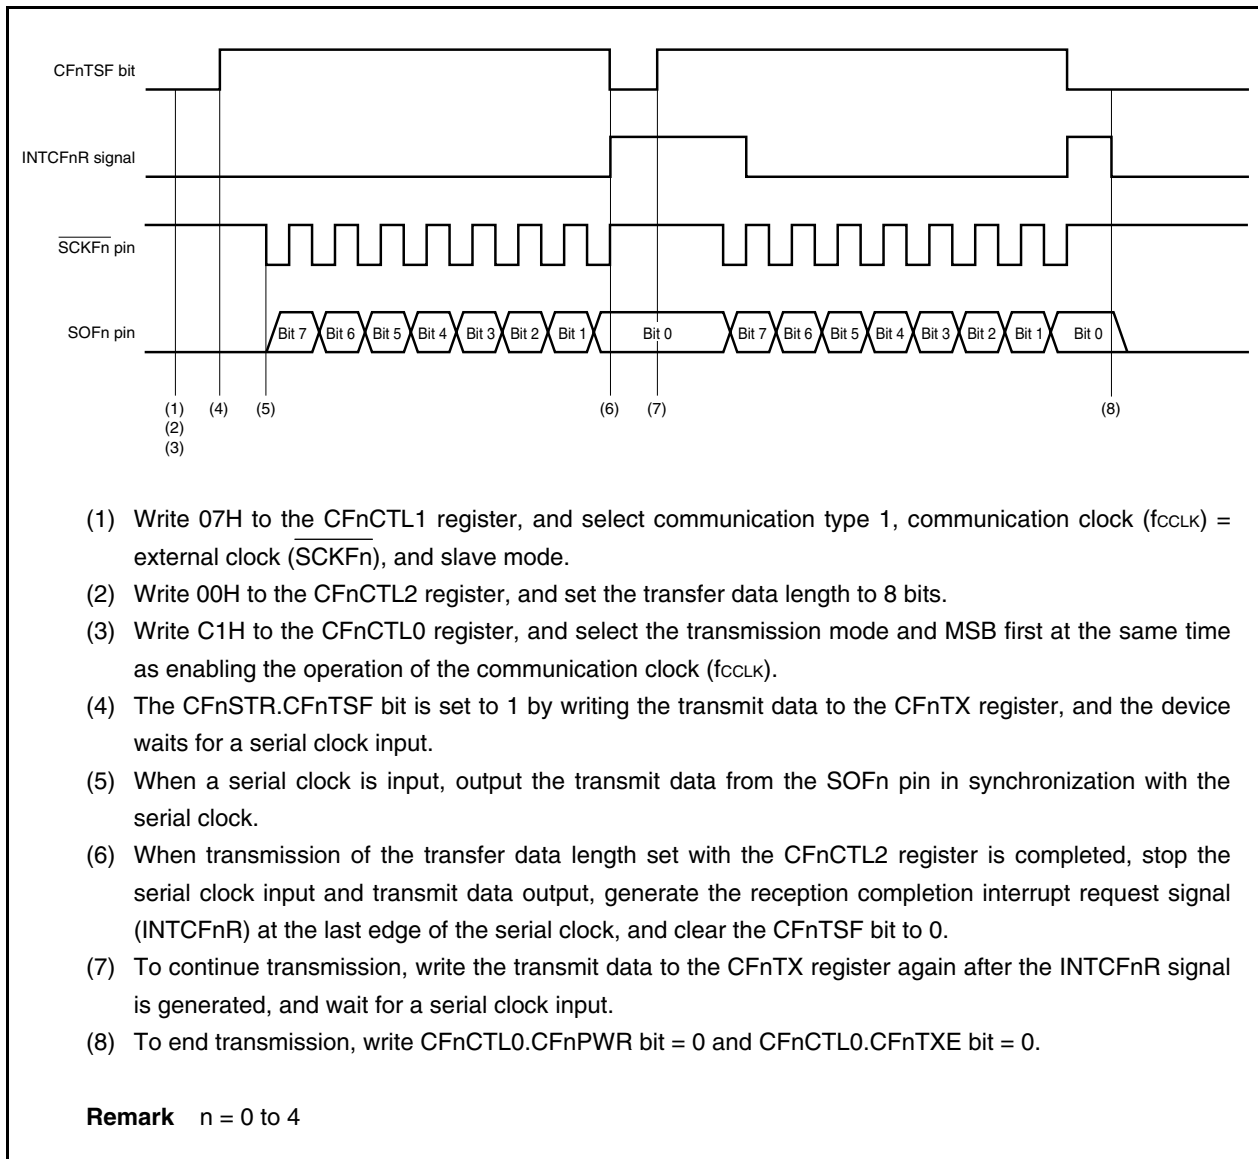 CFnTSF bit
INTCFnR signal
SCKFn pin
SOFn pin
Bit 7 Bit 6 Bit 5 Bit 4 Bit 3 Bit 2 Bit 1 Bit 0 Bit 7 Bit 6 Bit 5 Bit 4 Bit 3 Bit 2 Bit 1 Bit 0
(1) (4) (5) (6) (7) (8)
(2)
(3)
(1) Write 07H to the CFnCTL1 register, and select communication type 1, communication clock (fCCLK) =
external clock (SCKFn), and slave mode.
(2) Write 00H to the CFnCTL2 register, and set the transfer data length to 8 bits.
(3) Write C1H to the CFnCTL0 register, and select the transmission mode and MSB first at the same time
as enabling the operation of the communication clock (fCCLK).
(4) The CFnSTR.CFnTSF bit is set to 1 by writing the transmit data to the CFnTX register, and the device
waits for a serial clock input.
(5) When a serial clock is input, output the transmit data from the SOFn pin in synchronization with the
serial clock.
(6) When transmission of the transfer data length set with the CFnCTL2 register is completed, stop the
serial clock input and transmit data output, generate the reception completion interrupt request signal
(INTCFnR) at the last edge of the serial clock, and clear the CFnTSF bit to 0.
(7) To continue transmission, write the transmit data to the CFnTX register again after the INTCFnR signal
is generated, and wait for a serial clock input.
(8) To end transmission, write CFnCTL0.CFnPWR bit = 0 and CFnCTL0.CFnTXE bit = 0.
Remark n = 0 to 4